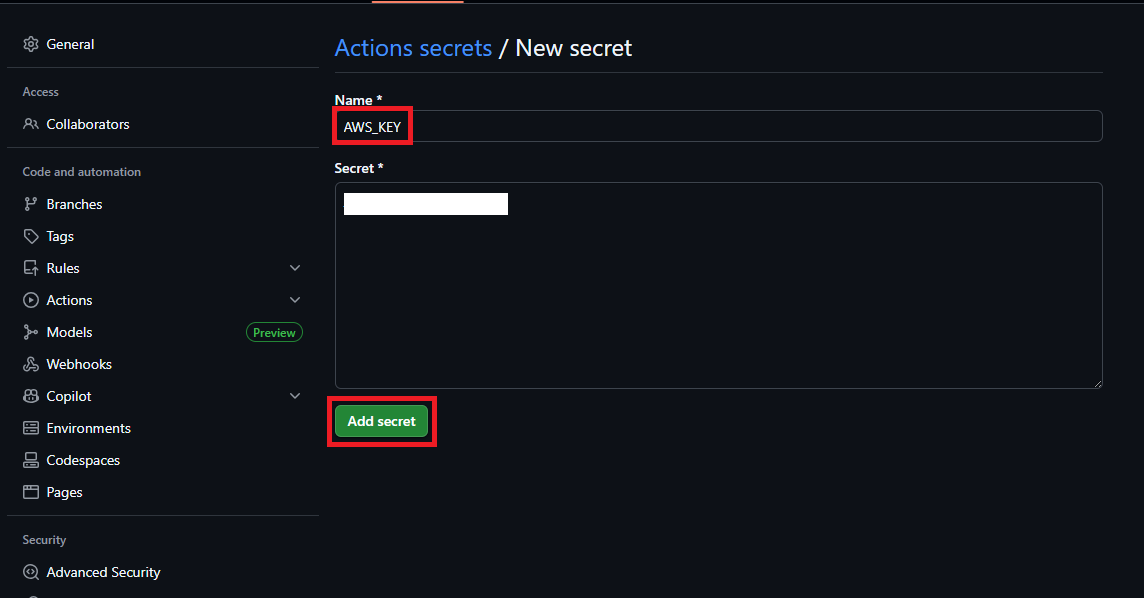 General
Access
Collaborators
Code and automation
Branches
Tags
Rules
Actions
Models Preview
Webhooks
Copilot
Environments
Codespaces
Pages
Security
Advanced Security
Actions secrets / New secret
Name *
AWS_KEY
Secret *
Add secret